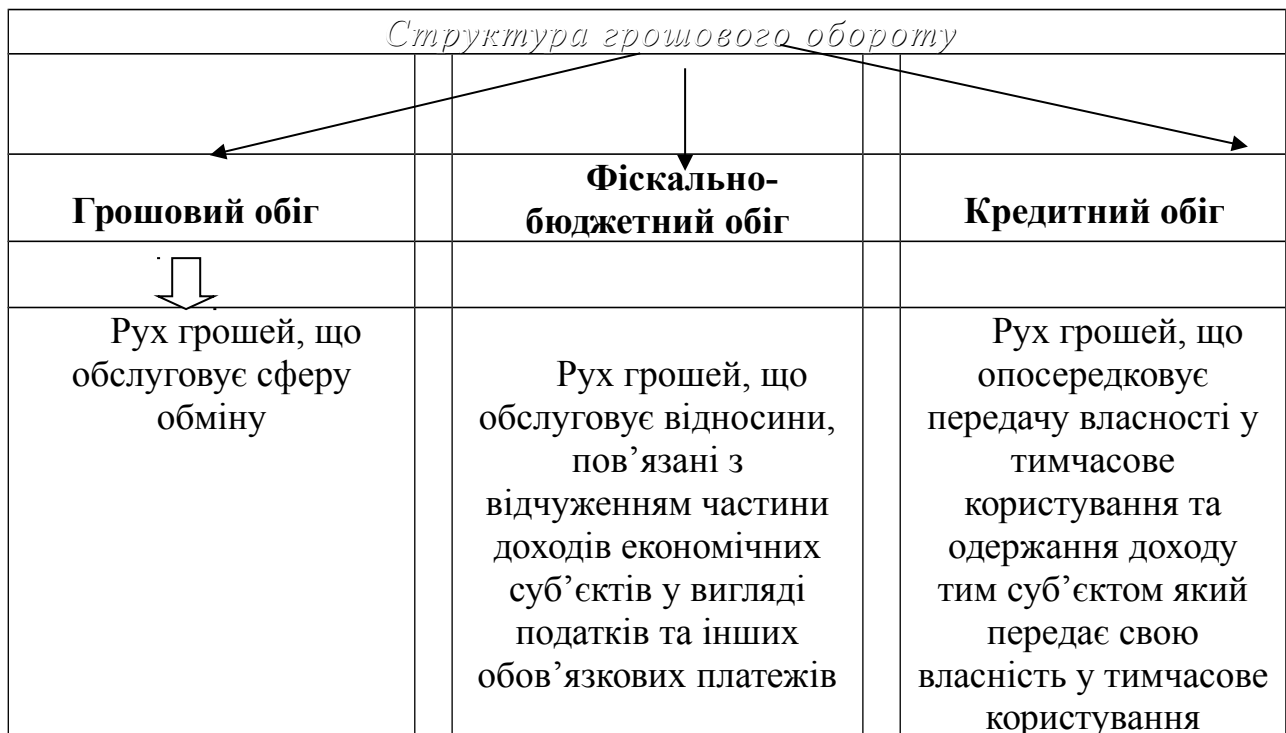 Структура грошового обороту
Грошовий обіг
Фіскально-
бюджетний обіг
Кредитний обіг
Рух грошей, що
обслуговує сферу
обміну
Рух грошей, що
обслуговує відносини,
пов’язані з
відчуженням частини
доходів економічних
суб’єктів у вигляді
податків та інших
обов’язкових платежів
Рух грошей, що
опосередковує
передачу власності у
тимчасове
користування та
одержання доходу
тим суб’єктом який
передає свою
власність у тимчасове
користування